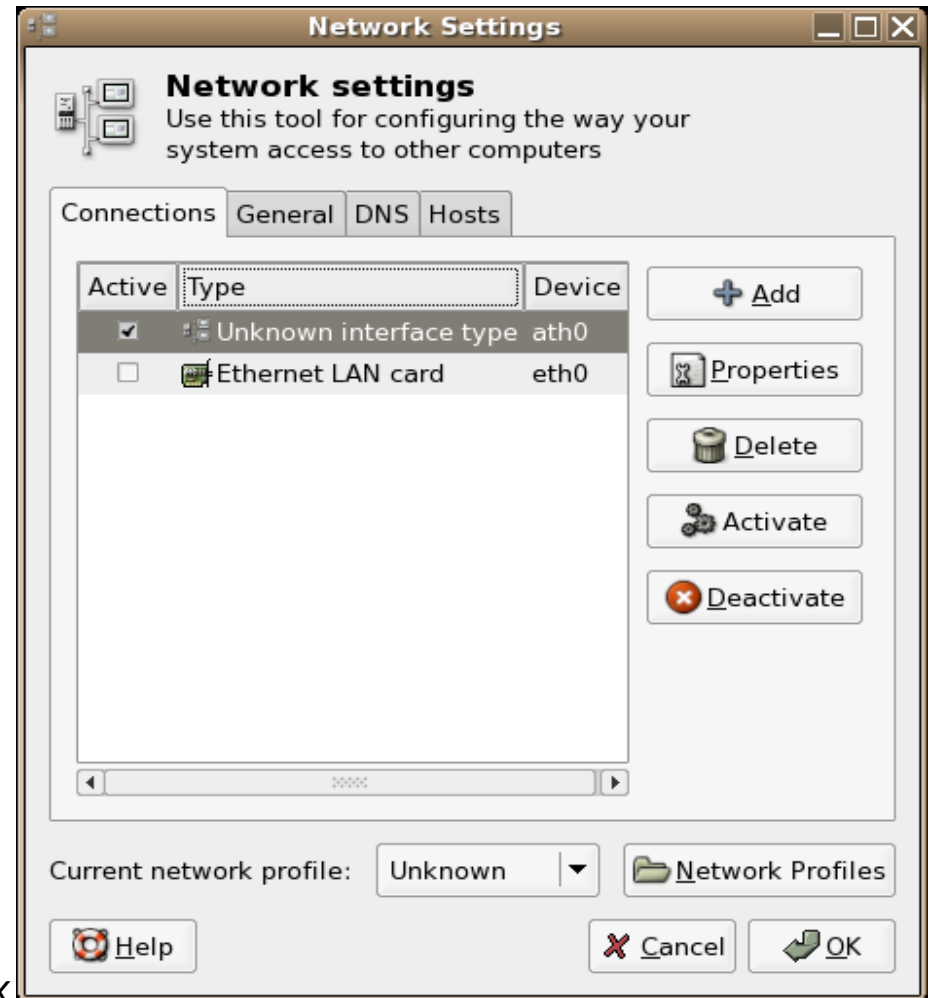 Network Settings
Network settings
Use this tool for configuring the way your
system access to other computers
Connections General DNS Hosts
Active Type Device
Unknown interface type ath0
Ethernet LAN card eth0
Add
Properties
Delete
Activate
Deactivate
Current network profile: Unknown Network Profiles
Help Cancel OK